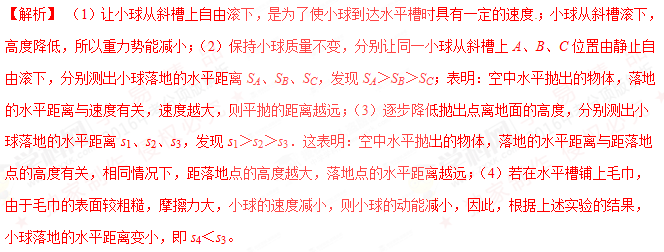 【解析】（1）让小球从斜槽上自由滚下，是为了使小球到达水平槽时具有一定的速度.；小球从斜槽滚下，
高度降低，所以重力势能减小；（2）保持小球质量不变，分别让同一小球从斜槽上 A、B、C 位置由静止自
由滚下，分别测出小球落地的水平距离 SA、SB、SC，发现 SA＞SB＞SC；表明：空中水平抛出的物体，落地
的水平距离与速度有关，速度越大，则平抛的距离越远；（3）逐步降低抛出点离地面的高度，分别测出小
球落地的水平距离 s1、s2、s3，发现 s1＞s2＞s3．这表明：空中水平抛出的物体，落地的水平距离与距落地
点的高度有关，相同情况下，距落地点的高度越大，落地点的水平距离越远；（4）若在水平槽铺上毛巾，
由于毛巾的表面较粗糙，摩擦力大，小球的速度减小，则小球的动能减小，因此，根据上述实验的结果，
小球落地的水平距离变小，即 s4＜s3。